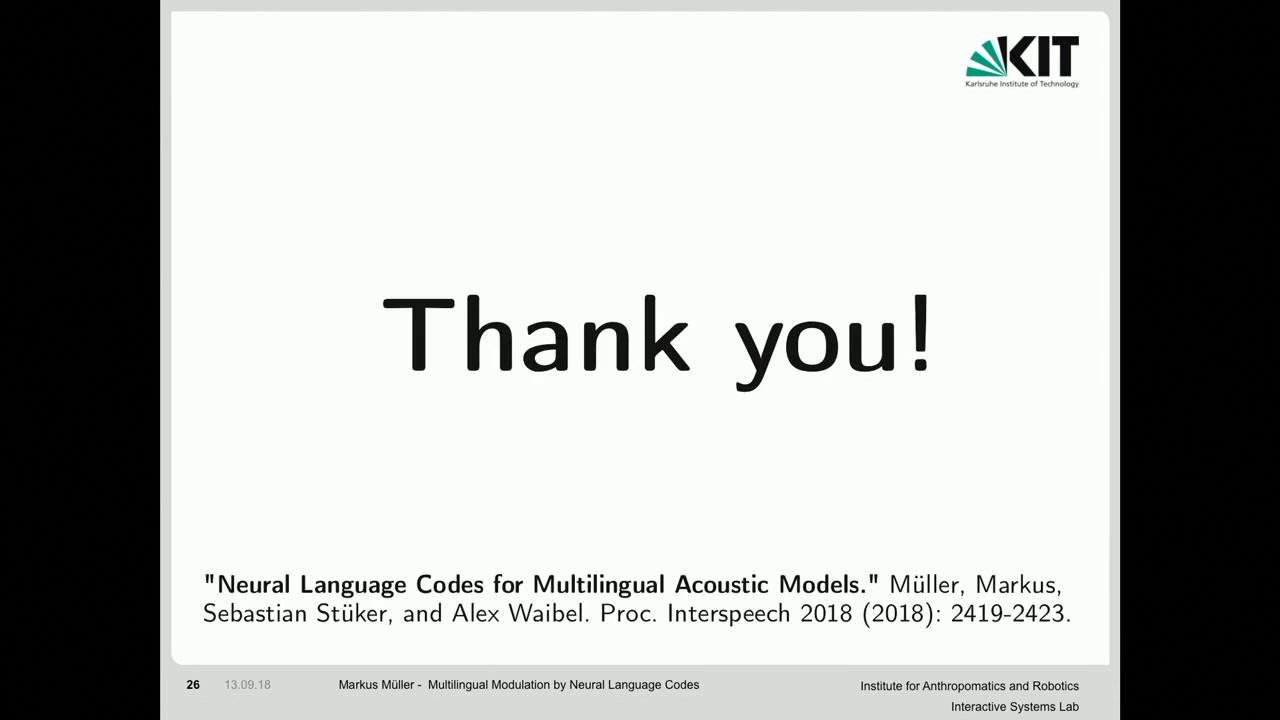 KIT
Karlsruhe Institute of Technology
Thank you!
"Neural Language Codes for Multilingual Acoustic Models." Müller, Markus,
Sebastian Stüker, and Alex Waibel. Proc. Interspeech 2018 (2018): 2419-2423.
26 13.09.18 Markus Müller - Multilingual Modulation by Neural Language Codes Institute for Anthropomatics and Robotics
Interactive Systems Lab